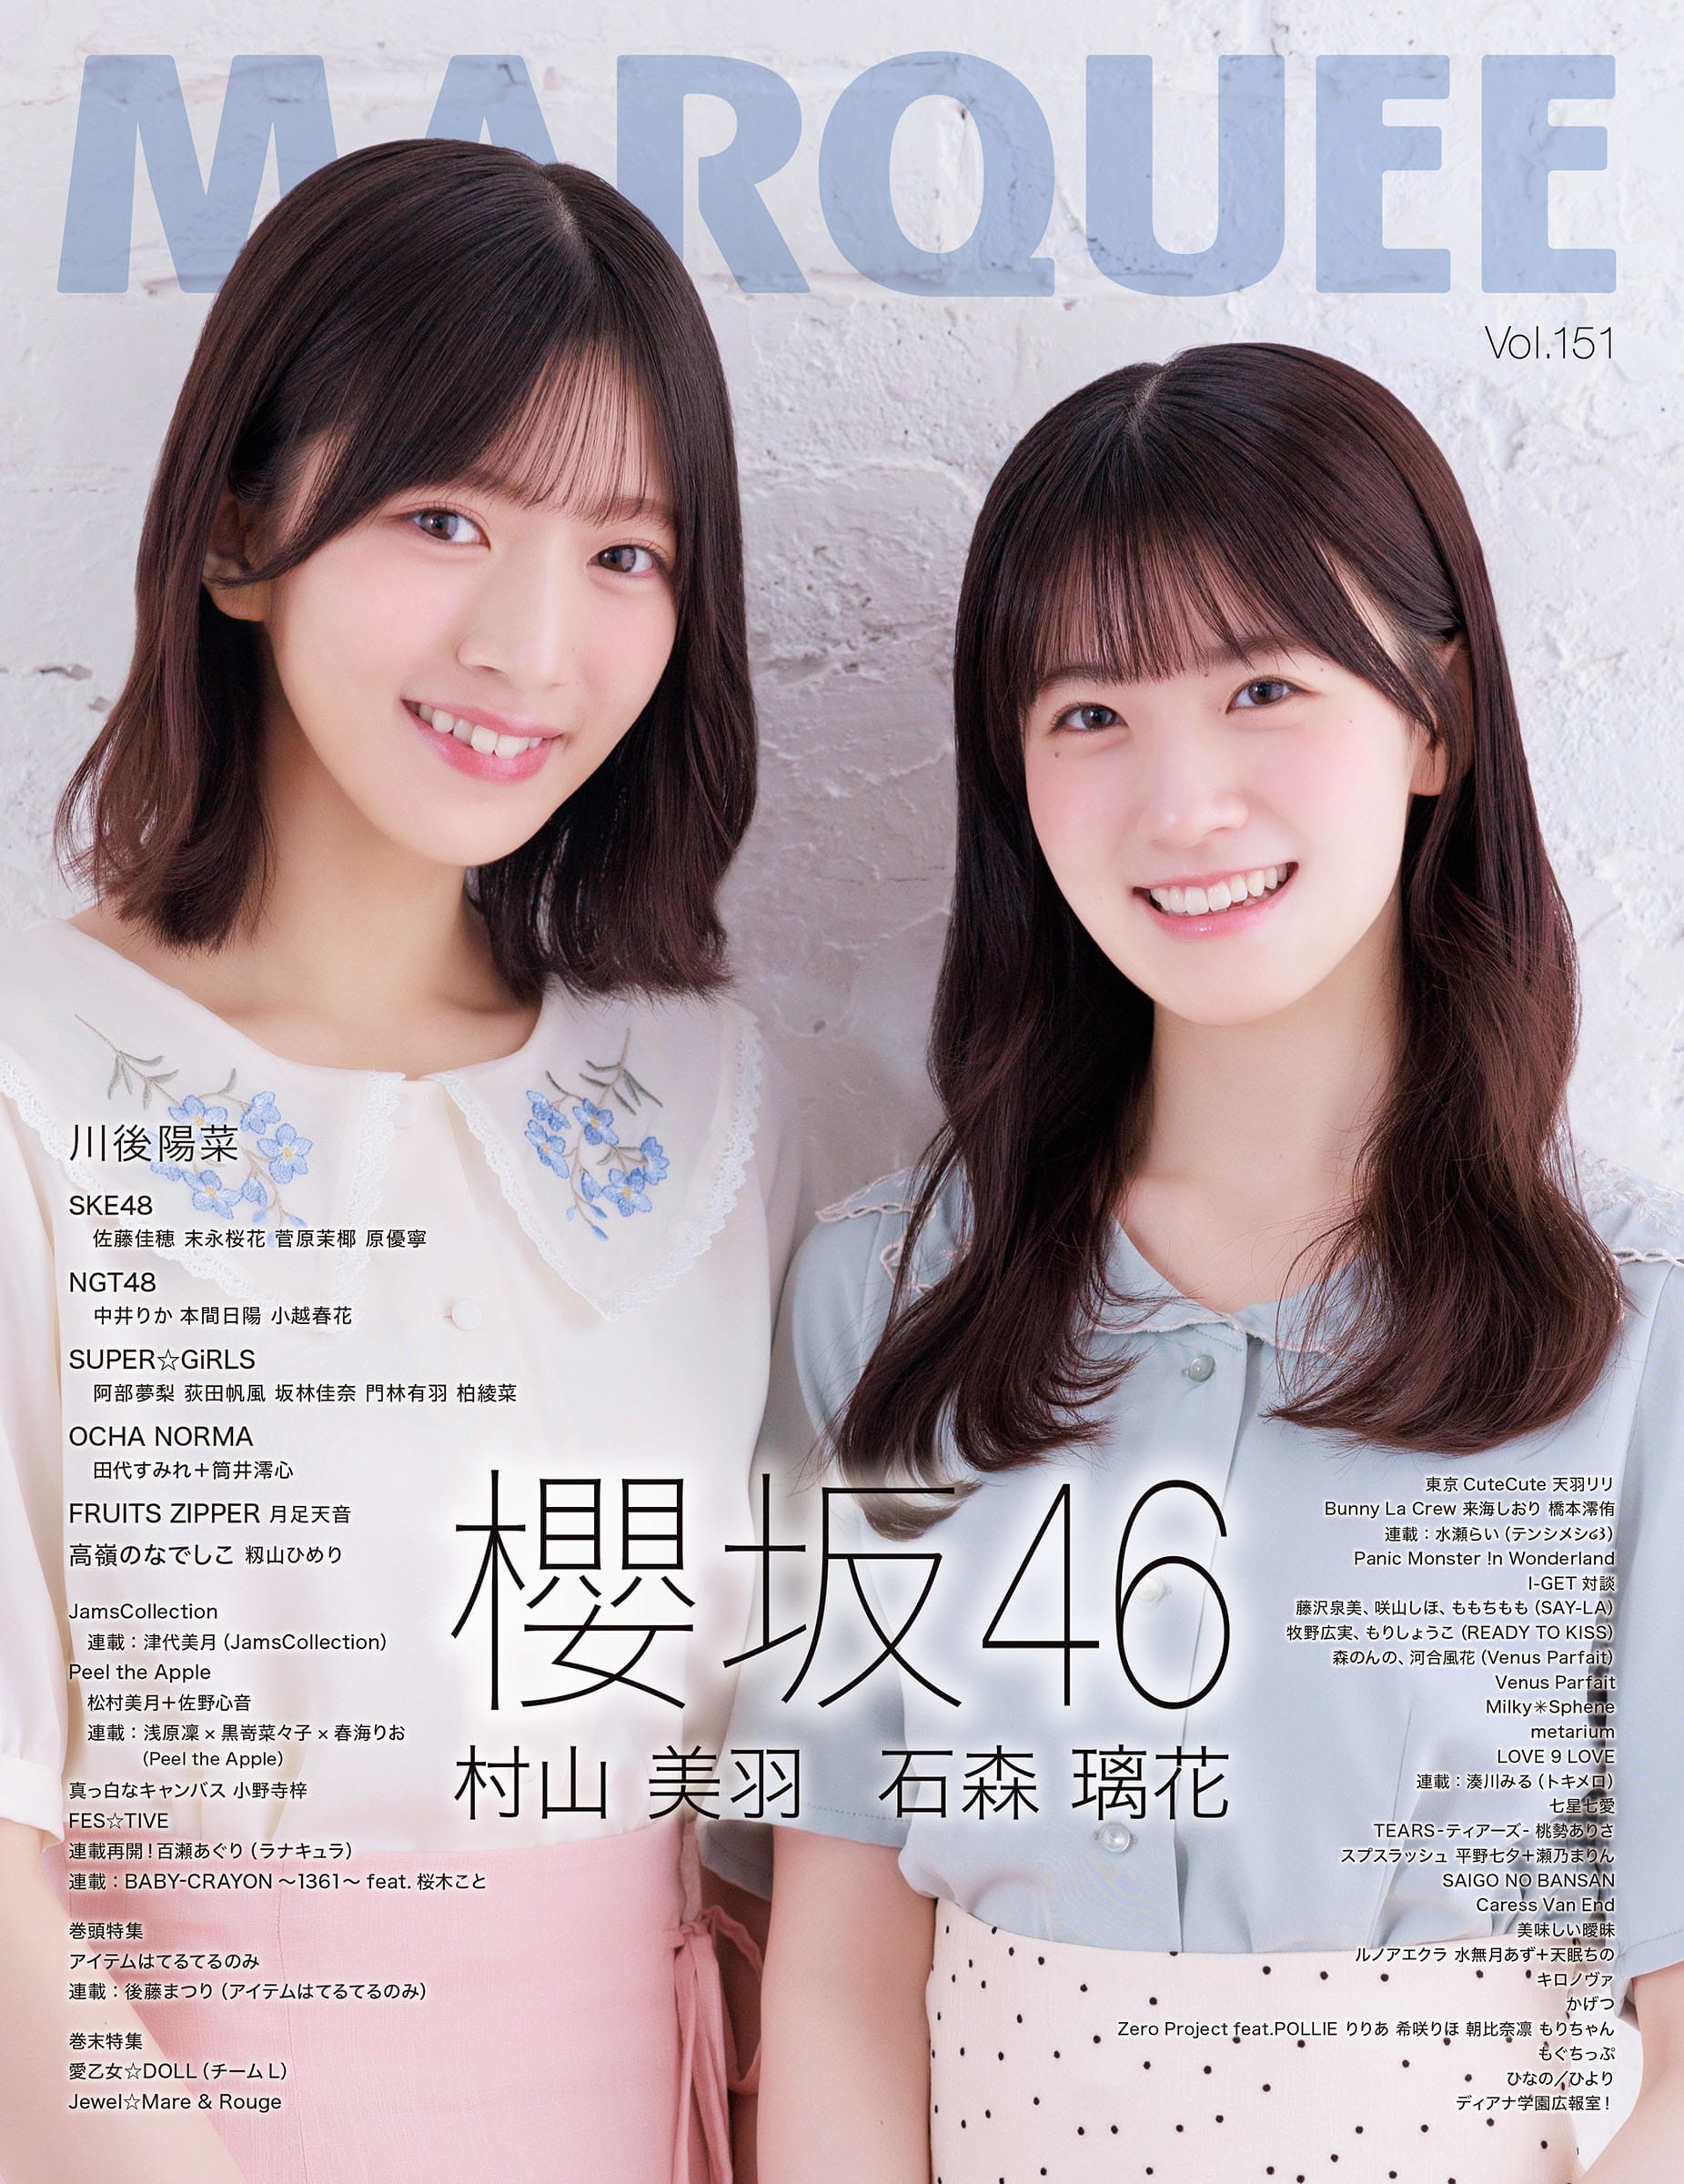 MARQUEE
Vol.151
川後陽菜
SKE48
佐藤佳穂 末永桜花 菅原茉椰 原優寧
NGT48
中井りか 本間日陽 小越春花
SUPER☆GiRLS
阿部夢梨 荻田帆風 坂林佳奈 門林有羽 柏綾菜
OCHA NORMA
田代すみれ＋筒井澪心
FRUITS ZIPPER 月足天音
高嶺のなでしこ 籾山ひめり
JamsCollection
連載：津代美月（JamsCollection）
Peel the Apple
松村美月＋佐野心音
連載：浅原凜×黒嵜菜々子×春海りお
（Peel the Apple）
真っ白なキャンバス 小野寺梓
FES☆TIVE
連載再開！百瀬あぐり（ラナキュラ）
連載：BABY-CRAYON ～1361～ feat. 桜木こと
巻頭特集
アイテムはてるてるのみ
連載：後藤まつり（アイテムはてるてるのみ）
巻末特集
愛乙女☆DOLL（チームL）
Jewel☆Mare & Rouge
櫻坂46
村山 美羽 石森 璃花
東京CuteCute 天羽リリ
Bunny La Crew 来海しおり 橋本澪侑
連載：水瀬らい（テンシメシ໒꒱）
Panic Monster !n Wonderland
I-GET 対談
藤沢泉美、咲山しほ、ももちもも（SAY-LA）
牧野広実、もりしょうこ（READY TO KISS）
森のんの、河合風花（Venus Parfait）
Venus Parfait
Milky✳Sphene
metarium
LOVE 9 LOVE
連載：湊川みる（トキメロ）
七星七愛
TEARS-ティアーズ- 桃勢ありさ
スプスラッシュ 平野七夕＋瀬乃まりん
SAIGO NO BANSAN
Caress Van End
美味しい曖昧
ルノアエクラ 水無月あず＋天眠ちの
キロノヴァ
かげつ
Zero Project feat.POLLIE りりあ 希咲りほ 朝比奈凛 もりちゃん
もぐちっぷ
ひなの／ひより
ディアナ学園広報室！